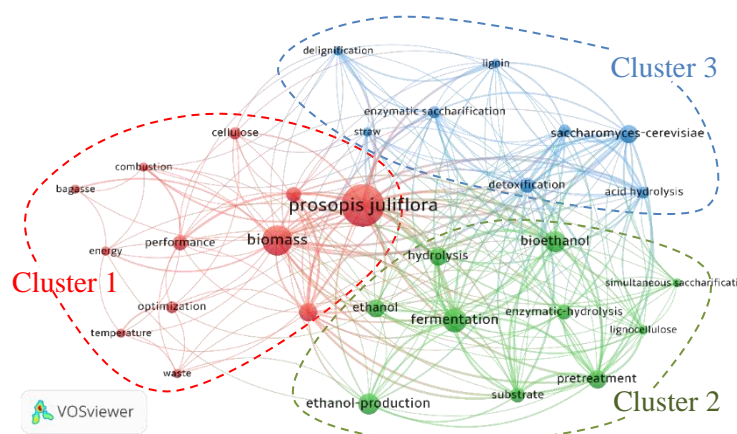 delignification
lignin
Cluster 3
enzymatic saccharification
cellulose
straw
saccharomyces-cerevisiae
combustion
bagasse
detoxification
acid hydrolysis
prosopis juliflora
energy
performance
biomass
bioethanol
hydrolysis
Cluster 1
simultaneous saccharificati
optimization
ethanol
enzymatic-hydrolysis
fermentation
temperature
lignocellulose
waste
pretreatment
substrate
ethanol-production
Cluster 2
VOSviewer